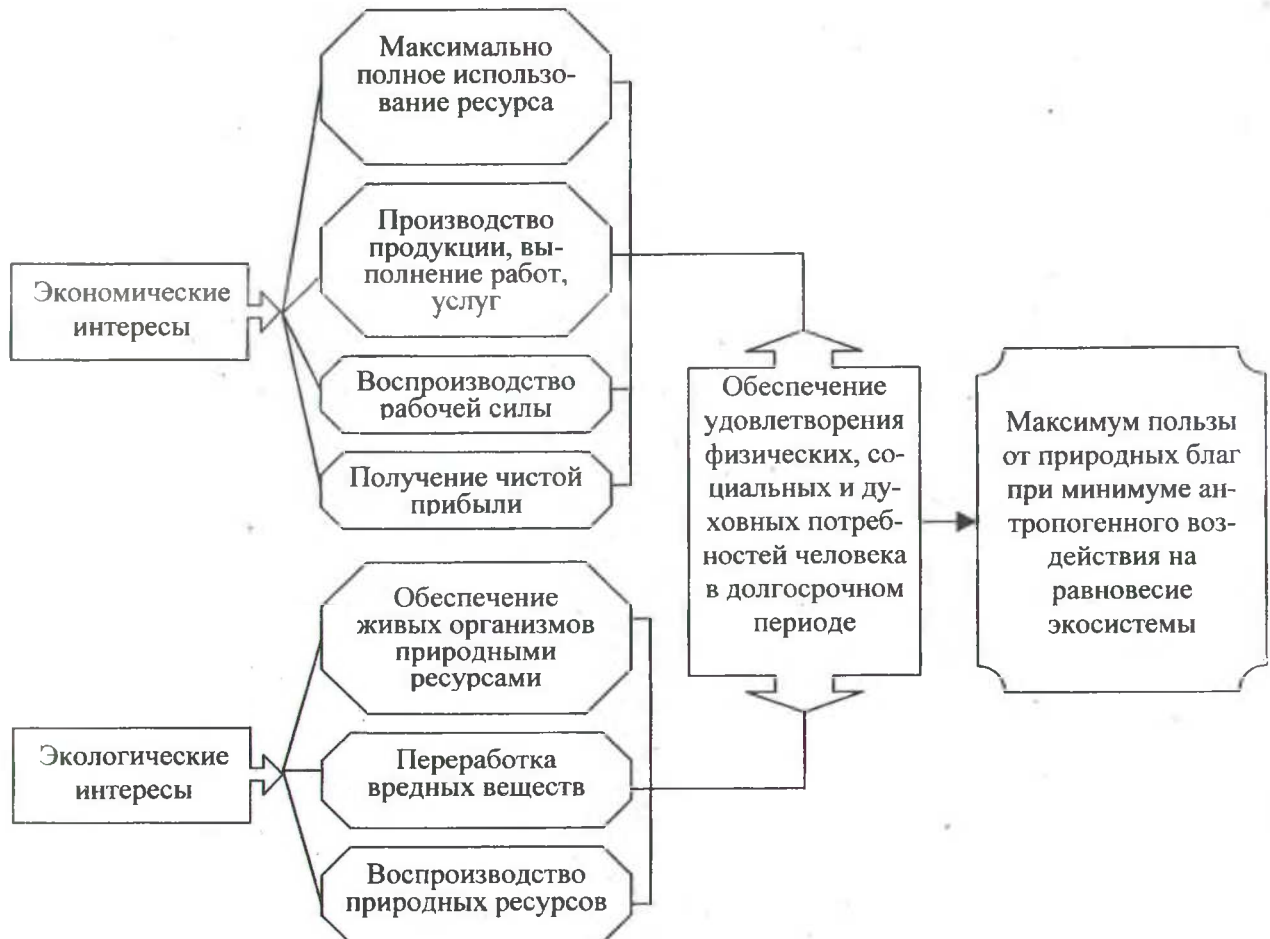 Экономические
интересы
Максимально
полное использо-
вание ресурса
Производство
продукции, вы-
полнение работ,
услуг
Воспроизводство
рабочей силы
Получение чистой
прибыли
Экологические
интересы
Обеспечение
живых организмов
природными
ресурсами
Переработка
вредных веществ
Воспроизводство
природных ресурсов
Обеспечение
удовлетворения
физических, со-
циальных и ду-
ховных потреб-
ностей человека
в долгосрочном
периоде
Максимум пользы
от природных благ
при минимуме ан-
тропогенного воз-
действия на
равновесие
экосистемы